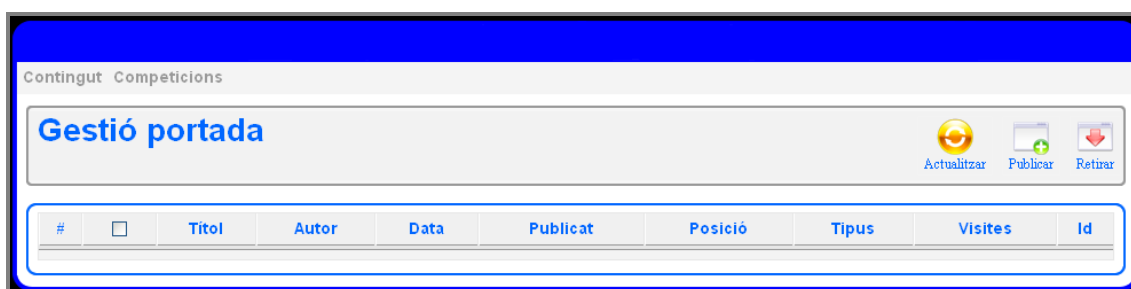 Contingut Competicions
Gestió portada
Actualitzar Publicar Retirar
# Títol Autor Data Publicat Posició Tipus Visites Id